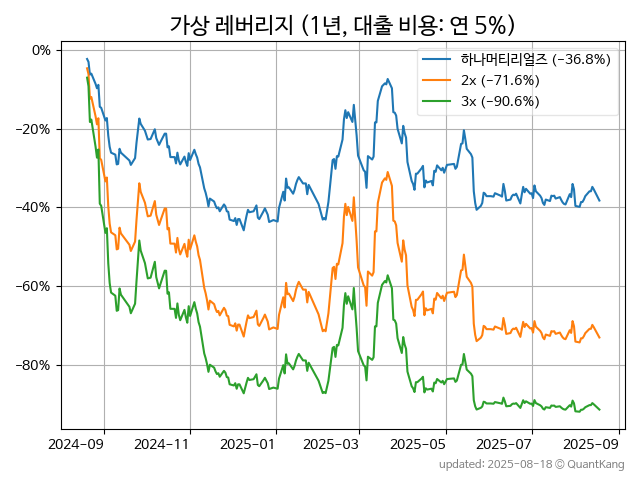 가상 레버리지 (1년, 대출 비용: 연 5%)
하나머티리얼즈 (−36.8%)
2x (−71.6%)
3x (−90.6%)
0%
−20%
−40%
−60%
−80%
2024-09 2024-11 2025-01 2025-03 2025-05 2025-07 2025-09
updated: 2025-08-18 © QuantKang